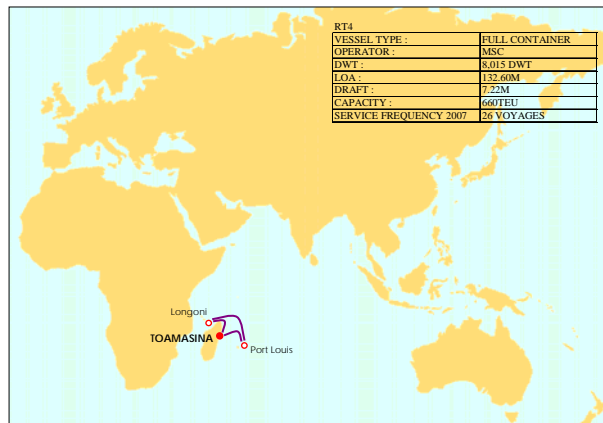 RT4
VESSEL TYPE : FULL CONTAINER
OPERATOR : MSC
DWT : 8,015 DWT
LOA : 132.60M
DRAFT : 7.22M
CAPACITY : 660TEU
SERVICE FREQUENCY 2007 26 VOYAGES
Longoni
TOAMASINA
Port Louis